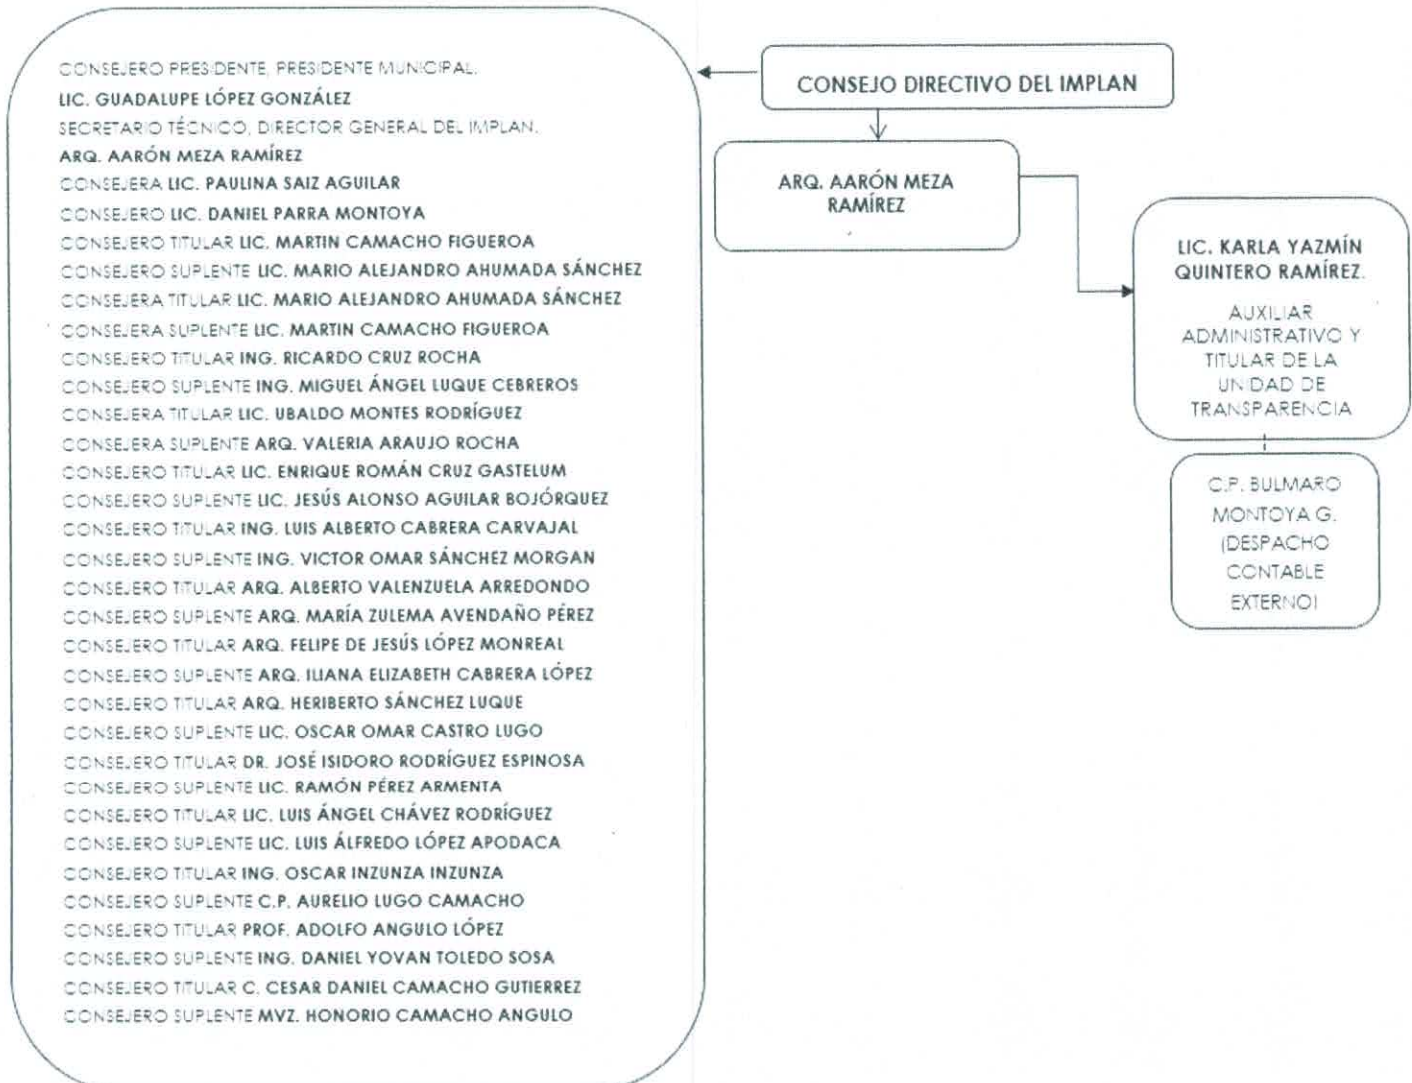 CONSEJERO PRESIDENTE, PRESIDENTE MUNICIPAL.
LIC. GUADALUPE LÓPEZ GONZÁLEZ
SECRETARIO TÉCNICO, DIRECTOR GENERAL DEL IMPLAN.
ARQ. AARÓN MEZA RAMÍREZ
CONSEJERA LIC. PAULINA SAIZ AGUILAR
CONSEJERO LIC. DANIEL PARRA MONTOYA
CONSEJERO TITULAR LIC. MARTIN CAMACHO FIGUEROA
CONSEJERO SUPLENTE LIC. MARIO ALEJANDRO AHUMADA SÁNCHEZ
CONSEJERA TITULAR LIC. MARIO ALEJANDRO AHUMADA SÁNCHEZ
CONSEJERA SUPLENTE LIC. MARTIN CAMACHO FIGUEROA
CONSEJERO TITULAR ING. RICARDO CRUZ ROCHA
CONSEJERO SUPLENTE ING. MIGUEL ÁNGEL LUQUE CEBREROS
CONSEJERA TITULAR LIC. UBALDO MONTES RODRÍGUEZ
CONSEJERA SUPLENTE ARQ. VALERIA ARAUJO ROCHA
CONSEJERO TITULAR LIC. ENRIQUE ROMÁN CRUZ GASTELUM
CONSEJERO SUPLENTE LIC. JESÚS ALONSO AGUILAR BOJÓRQUEZ
CONSEJERO TITULAR ING. LUIS ALBERTO CABRERA CARVAJAL
CONSEJERO SUPLENTE ING. VICTOR OMAR SÁNCHEZ MORGAN
CONSEJERO TITULAR ARQ. ALBERTO VALENZUELA ARREDONDO
CONSEJERO SUPLENTE ARQ. MARÍA ZULEMA AVENDAÑO PÉREZ
CONSEJERO TITULAR ARQ. FELIPE DE JESÚS LÓPEZ MONREAL
CONSEJERO SUPLENTE ARQ. ILIANA ELIZABETH CABRERA LÓPEZ
CONSEJERO TITULAR ARQ. HERIBERTO SÁNCHEZ LUQUE
CONSEJERO SUPLENTE LIC. OSCAR OMAR CASTRO LUGO
CONSEJERO TITULAR DR. JOSÉ ISIDORO RODRÍGUEZ ESPINOSA
CONSEJERO SUPLENTE LIC. RAMÓN PÉREZ ARMENTA
CONSEJERO TITULAR LIC. LUIS ÁNGEL CHÁVEZ RODRÍGUEZ
CONSEJERO SUPLENTE LIC. LUIS ÁLFREDO LÓPEZ APODACA
CONSEJERO TITULAR ING. OSCAR INZUNZA INZUNZA
CONSEJERO SUPLENTE C.P. AURELIO LUGO CAMACHO
CONSEJERO TITULAR PROF. ADOLFO ANGULO LÓPEZ
CONSEJERO SUPLENTE ING. DANIEL YOVAN TOLEDO SOSA
CONSEJERO TITULAR C. CESAR DANIEL CAMACHO GUTIERREZ
CONSEJERO SUPLENTE MVZ. HONORIO CAMACHO ANGULO
CONSEJO DIRECTIVO DEL IMPLAN
ARQ. AARÓN MEZA
RAMÍREZ
LIC. KARLA YAZMÍN
QUINTERO RAMÍREZ.
AUXILIAR
ADMINISTRATIVO Y
TITULAR DE LA
UNIDAD DE
TRANSPARENCIA
C.P. BULMARO
MONTOYA G.
(DESPACHO
CONTABLE
EXTERNO)